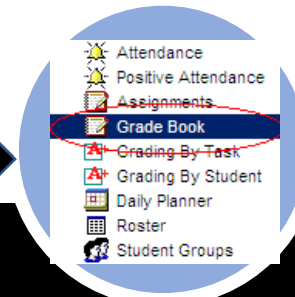 Attendance
Positive Attendance
Assignments
Grade Book
Grading By Task
Grading By Student
Daily Planner
Roster
Student Groups